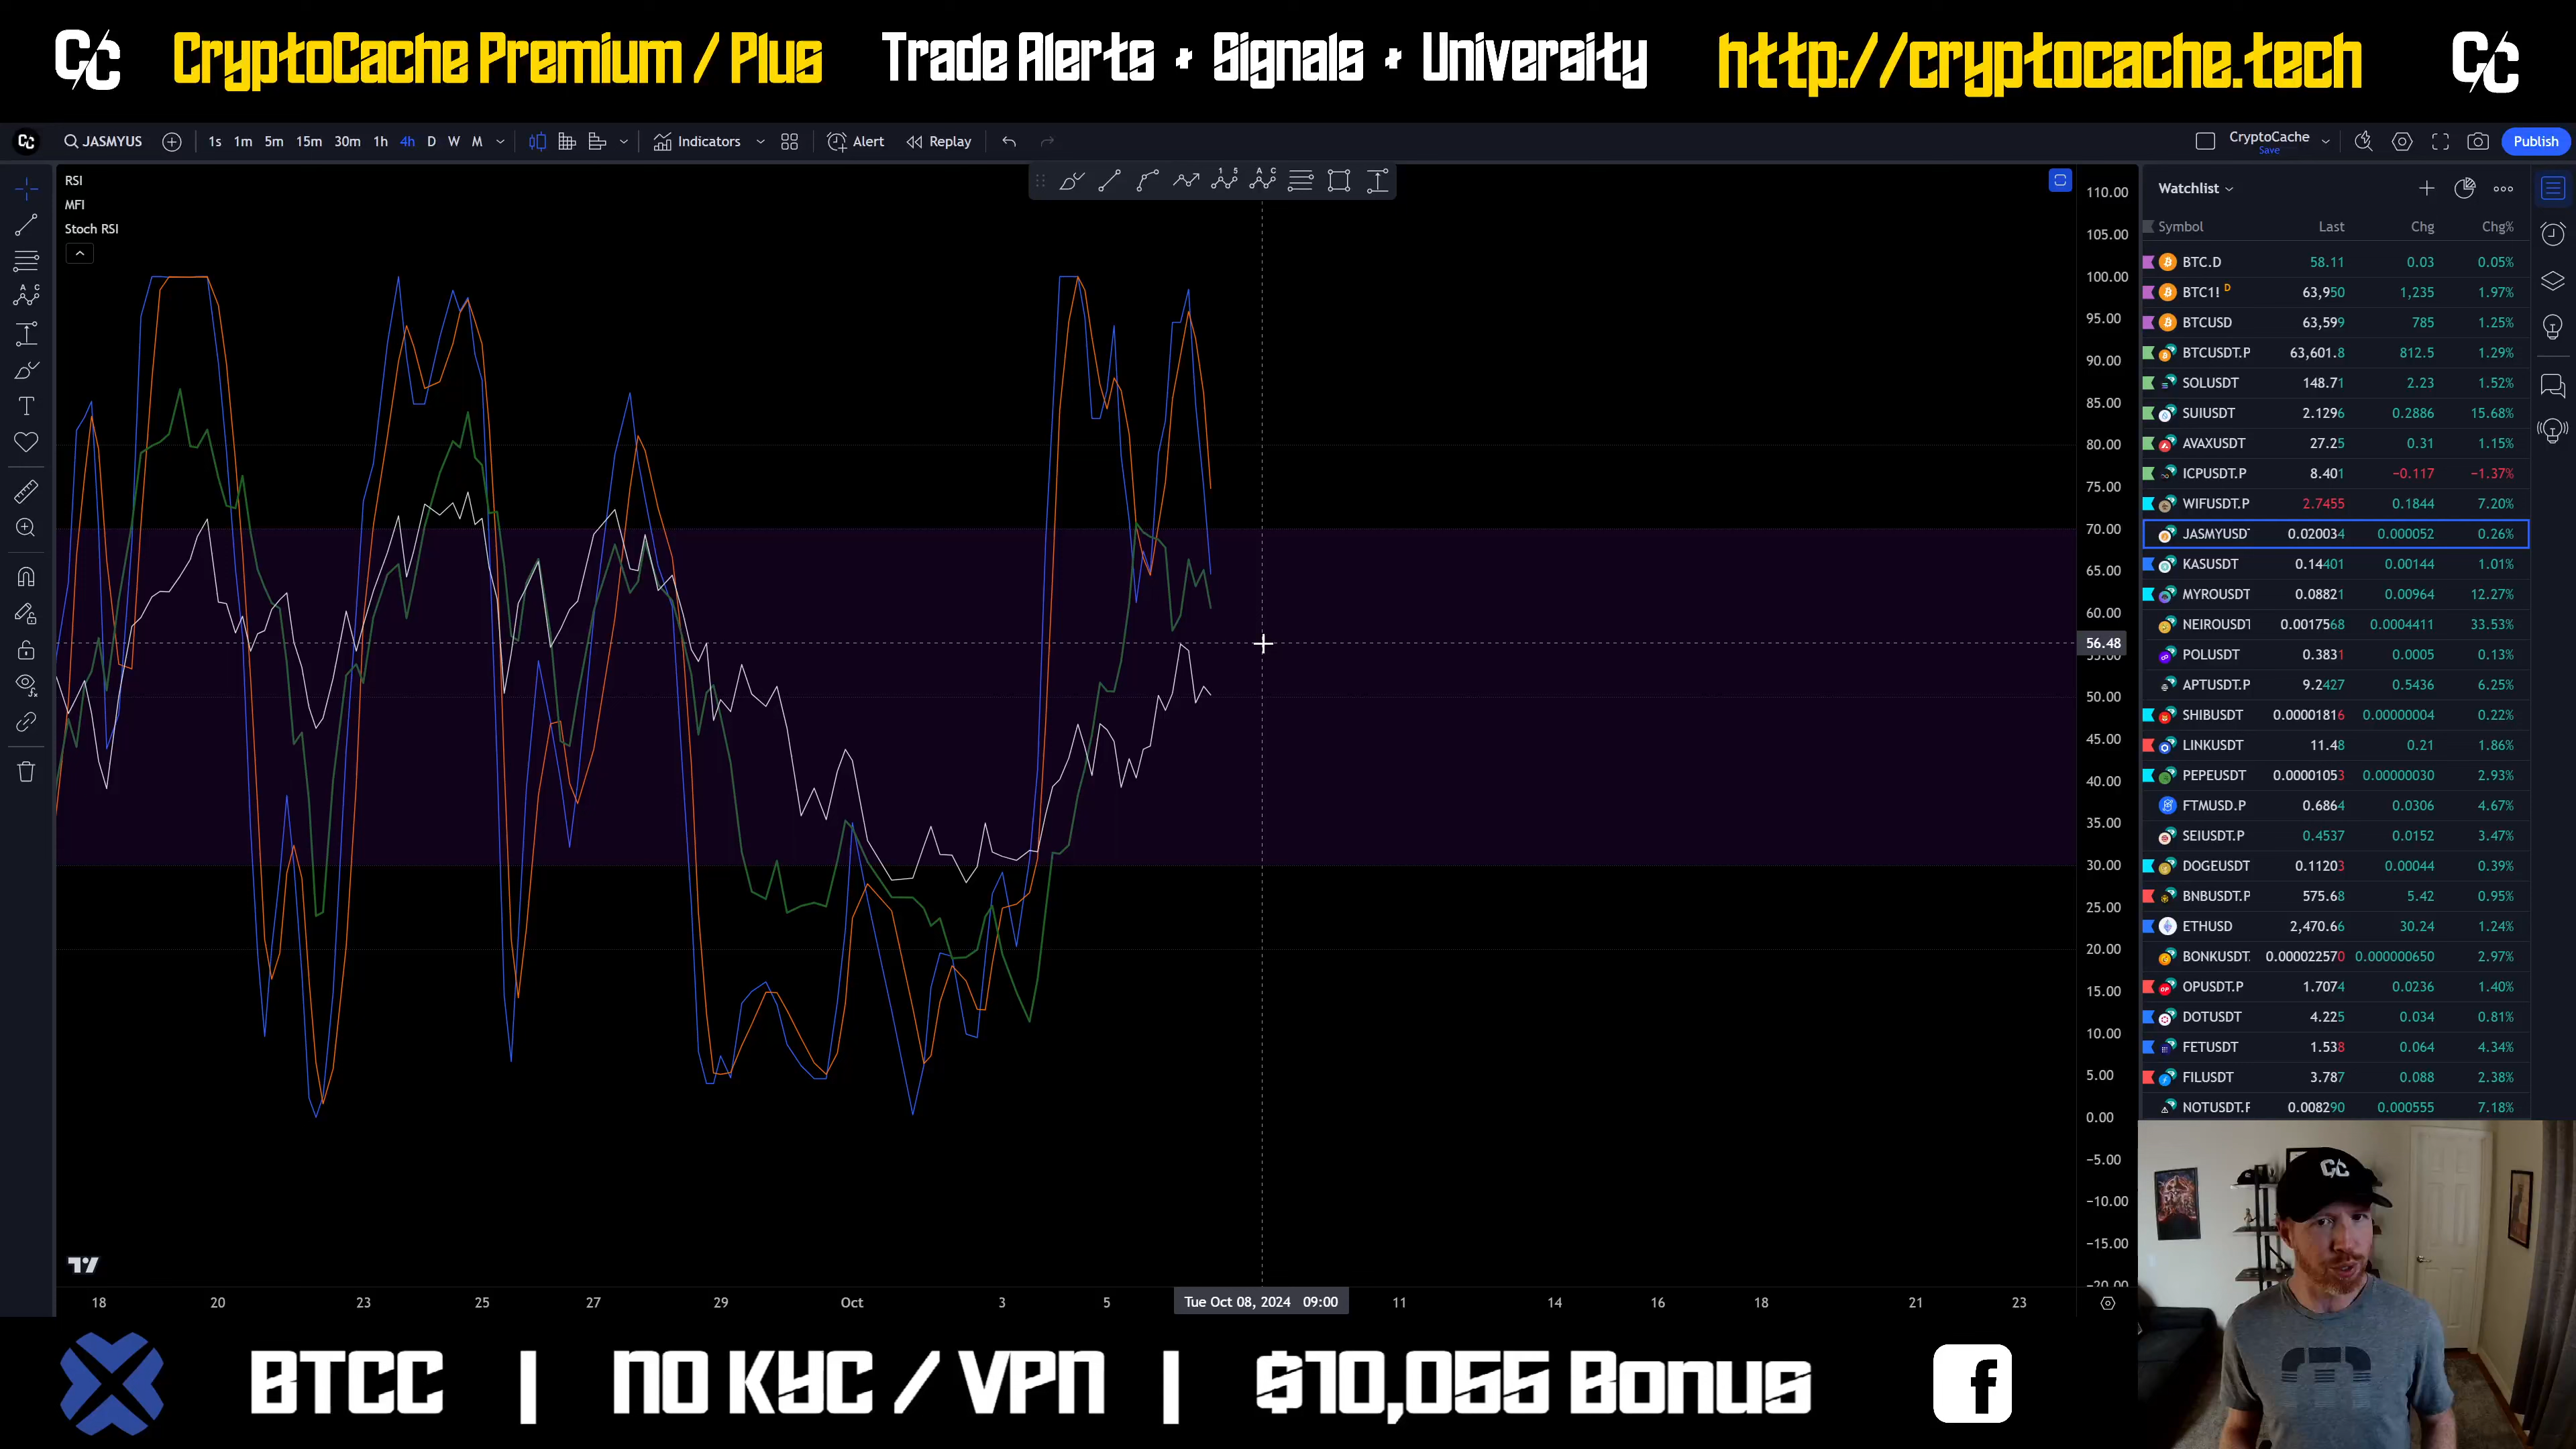 CC CryptoCache Premium / Plus Trade Alerts + Signals + University http://cryptocache.tech CC
CC JASMYUS 1s 1m 5m 15m 30m 1h 4h D W M Indicators Alert Replay CryptoCache Save Publish
RSI
MFI
Stoch RSI
110.00
105.00
100.00
95.00
90.00
85.00
80.00
75.00
70.00
65.00
60.00
56.48
55.00
50.00
45.00
40.00
35.00
30.00
25.00
20.00
15.00
10.00
5.00
0.00
−5.00
−10.00
−15.00
−20.00
18 20 23 25 27 29 Oct 3 5 Tue Oct 08, 2024 09:00 11 14 16 18 21 23
Watchlist
Symbol Last Chg Chg%
BTC.D 58.11 0.03 0.05%
BTC1! D 63,950 1,235 1.97%
BTCUSD 63,599 785 1.25%
BTCUSDT.P 63,601.8 812.5 1.29%
SOLUSDT 148.71 2.23 1.52%
SUIUSDT 2.1296 0.2886 15.68%
AVAXUSDT 27.25 0.31 1.15%
ICPUSDT.P 8.401 −0.117 −1.37%
WIFUSDT.P 2.7455 0.1844 7.20%
JASMYUSDT 0.020034 0.000052 0.26%
KASUSDT 0.14401 0.00144 1.01%
MYROUSDT 0.08821 0.00964 12.27%
NEIROUSDT 0.0017568 0.0004411 33.53%
POLUSDT 0.3831 0.0005 0.13%
APTUSDT.P 9.2427 0.5436 6.25%
SHIBUSDT 0.00001816 0.00000004 0.22%
LINKUSDT 11.48 0.21 1.86%
PEPEUSDT 0.00001053 0.00000030 2.93%
FTMUSD.P 0.6864 0.0306 4.67%
SEIUSDT.P 0.4537 0.0152 3.47%
DOGEUSDT 0.11203 0.00044 0.39%
BNBUSDT.P 575.68 5.42 0.95%
ETHUSD 2,470.66 30.24 1.24%
BONKUSDT. 0.000022570 0.000000650 2.97%
OPUSDT.P 1.7074 0.0236 1.40%
DOTUSDT 4.225 0.034 0.81%
FETUSDT 1.538 0.064 4.34%
FILUSDT 3.787 0.088 2.38%
NOTUSDT.P 0.008290 0.000555 7.18%
CC
BTCC | NO KYC / VPN | $10,055 Bonus f